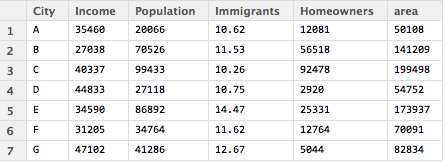 City Income Population Immigrants Homeowners area
1 A 35460 20066 10.62 12081 50108
2 B 27038 70526 11.53 56518 141209
3 C 40337 99433 10.26 92478 199498
4 D 44833 27118 10.75 2920 54752
5 E 34590 86892 14.47 25331 173937
6 F 31205 34764 11.62 12764 70091
7 G 47102 41286 12.67 5044 82834